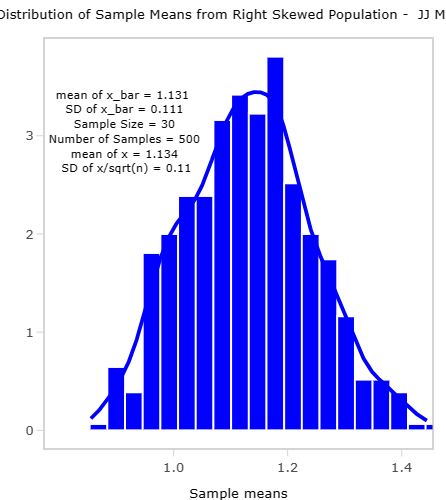 Distribution of Sample Means from Right Skewed Population - JJ M
mean of x_bar = 1.131
SD of x_bar = 0.111
Sample Size = 30
Number of Samples = 500
mean of x = 1.134
SD of x/sqrt(n) = 0.11
3
2
1
0
1.0 1.2 1.4
Sample means